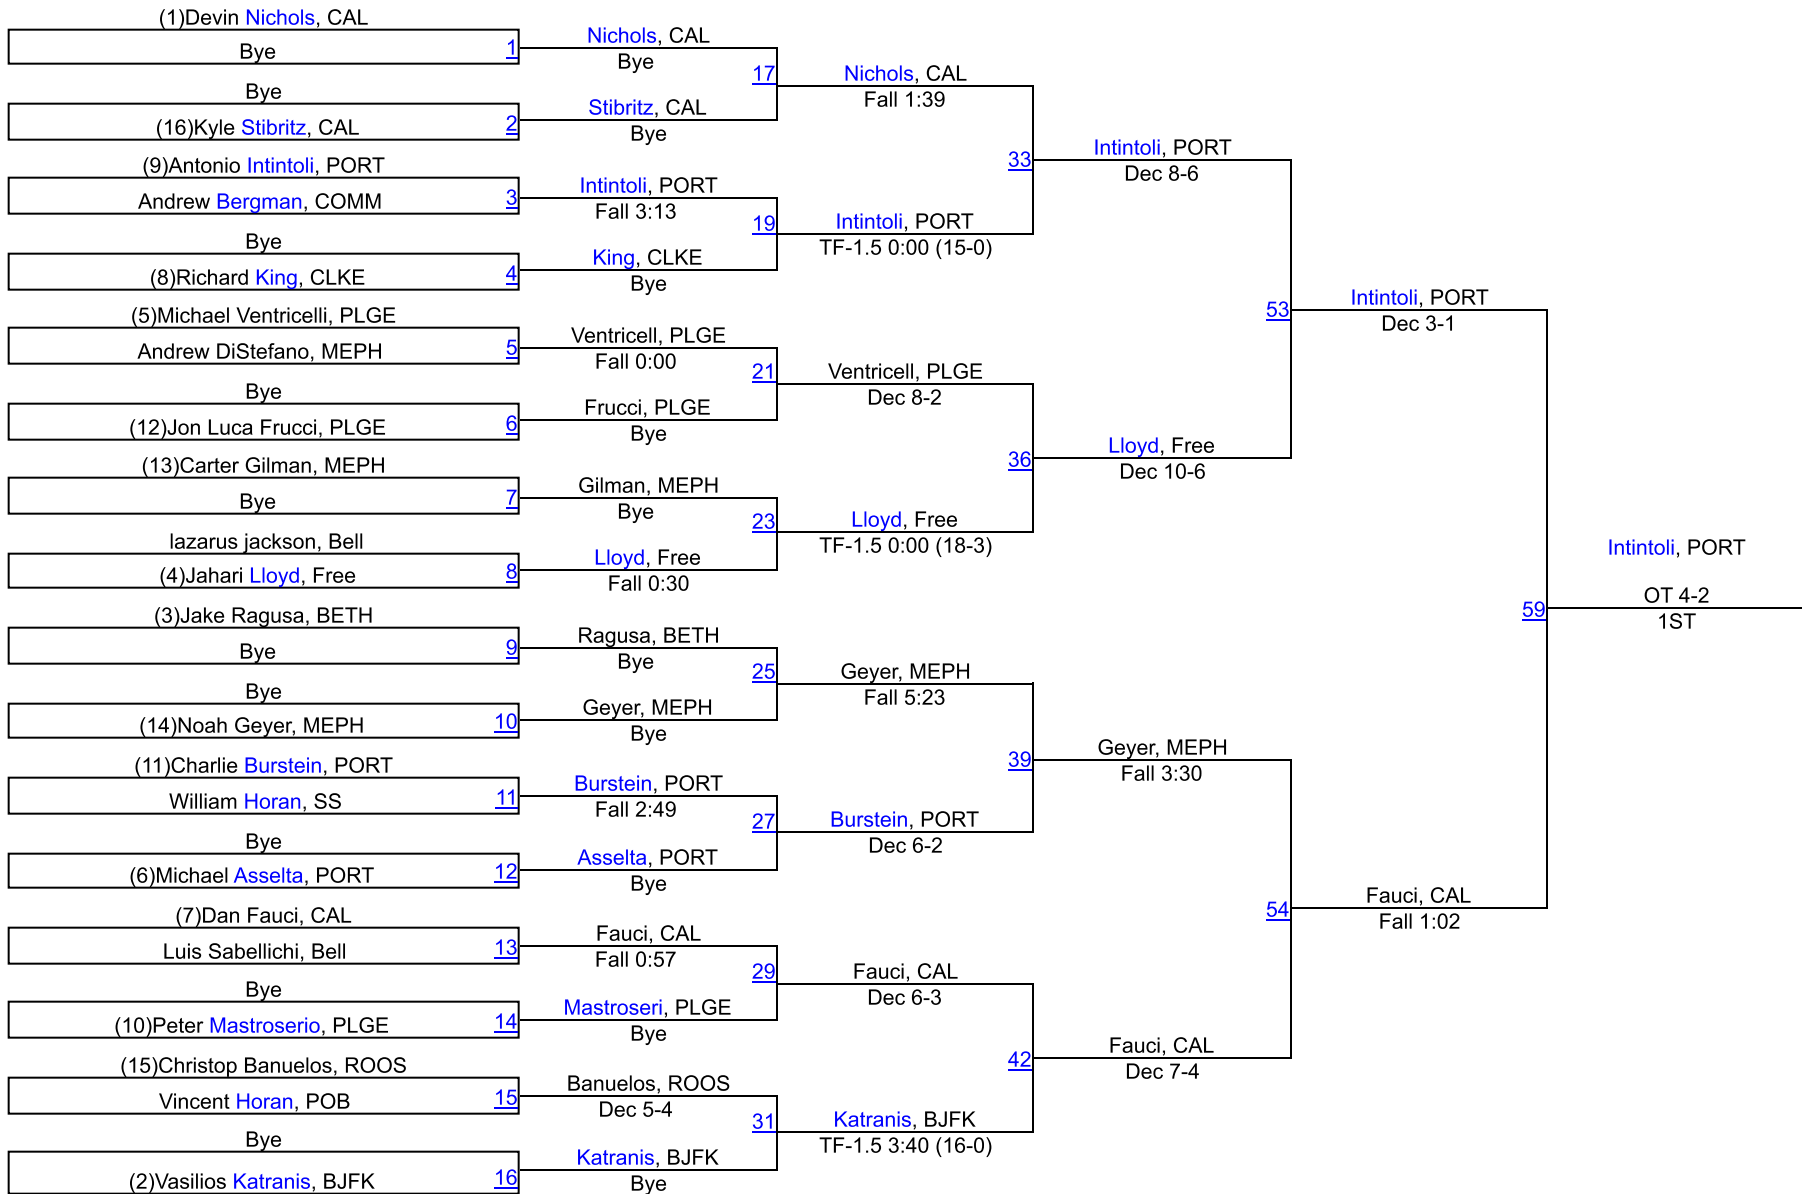 (1)Devin Nichols, CAL
Bye
1
Bye
(16)Kyle Stibritz, CAL
2
(9)Antonio Intintoli, PORT
Andrew Bergman, COMM
3
Bye
(8)Richard King, CLKE
4
(5)Michael Ventricelli, PLGE
Andrew DiStefano, MEPH
5
Bye
(12)Jon Luca Frucci, PLGE
6
(13)Carter Gilman, MEPH
Bye
7
lazarus jackson, Bell
(4)Jahari Lloyd, Free
8
(3)Jake Ragusa, BETH
Bye
9
Bye
(14)Noah Geyer, MEPH
10
(11)Charlie Burstein, PORT
William Horan, SS
11
Bye
(6)Michael Asselta, PORT
12
(7)Dan Fauci, CAL
Luis Sabellichi, Bell
13
Bye
(10)Peter Mastroserio, PLGE
14
(15)Christop Banuelos, ROOS
Vincent Horan, POB
15
Bye
(2)Vasilios Katranis, BJFK
16
Nichols, CAL
Bye
17
Stibritz, CAL
Bye
Intintoli, PORT
Fall 3:13
19
King, CLKE
Bye
Ventricell, PLGE
Fall 0:00
21
Frucci, PLGE
Bye
Gilman, MEPH
Bye
23
Lloyd, Free
Fall 0:30
Ragusa, BETH
Bye
25
Geyer, MEPH
Bye
Burstein, PORT
Fall 2:49
27
Asselta, PORT
Bye
Fauci, CAL
Fall 0:57
29
Mastroseri, PLGE
Bye
Banuelos, ROOS
Dec 5-4
31
Katranis, BJFK
Bye
Nichols, CAL
Fall 1:39
33
Intintoli, PORT
TF-1.5 0:00 (15-0)
Ventricell, PLGE
Dec 8-2
36
Lloyd, Free
TF-1.5 0:00 (18-3)
Geyer, MEPH
Fall 5:23
39
Burstein, PORT
Dec 6-2
Fauci, CAL
Dec 6-3
42
Katranis, BJFK
TF-1.5 3:40 (16-0)
Intintoli, PORT
Dec 8-6
53
Lloyd, Free
Dec 10-6
Geyer, MEPH
Fall 3:30
54
Fauci, CAL
Dec 7-4
Intintoli, PORT
Dec 3-1
59
Fauci, CAL
Fall 1:02
Intintoli, PORT
OT 4-2
1ST